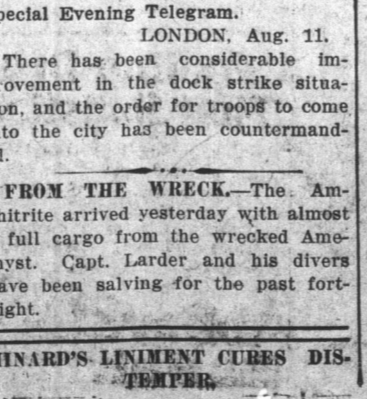 pecial Evening Telegram.
LONDON, Aug. 11.
There has been considerable im-
rovement in the dock strike situa-
on, and the order for troops to come
to the city has been countermand-
d.
FROM THE WRECK.—The Am-
hitrite arrived yesterday with almost
full cargo from the wrecked Ame-
hyst. Capt. Larder and his divers
ave been salving for the past fort-
ight.
INARD'S LINIMENT CURES DIS-
TEMPER,